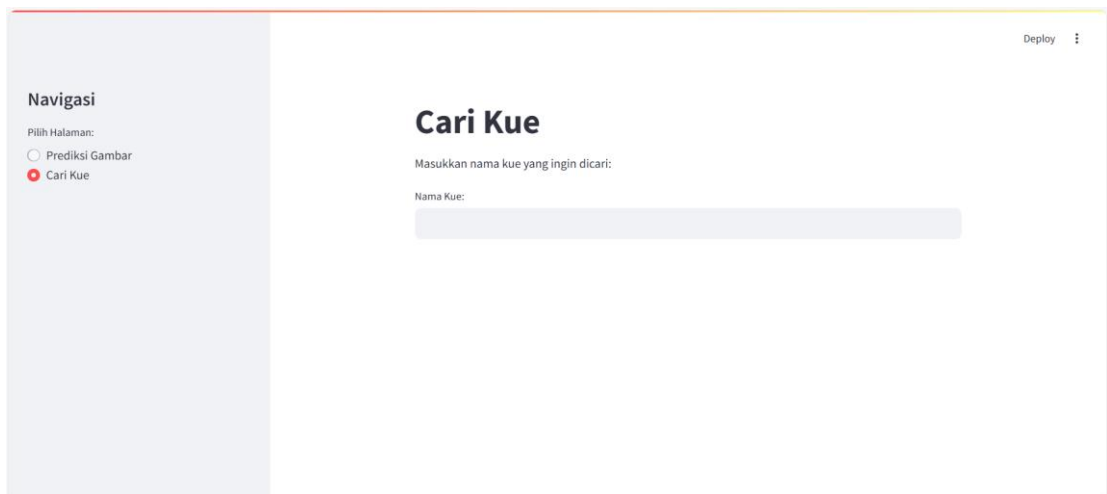 Deploy
Navigasi
Pilih Halaman:
Prediksi Gambar
Cari Kue
Cari Kue
Masukkan nama kue yang ingin dicari:
Nama Kue: